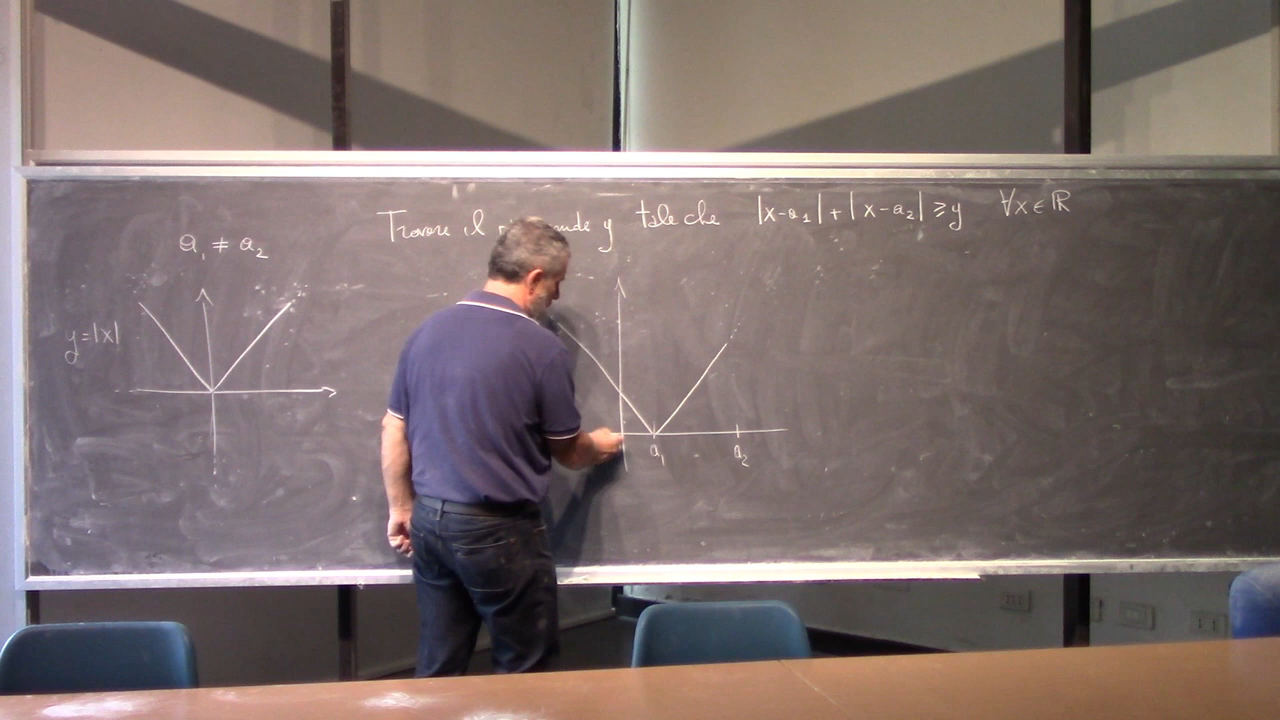 Trovare il y tale che |x-a₁|+|x-a₂| ⩾ y ∀x∈ℝ
a₁ ≠ a₂
y=|x|
a₁ a₂